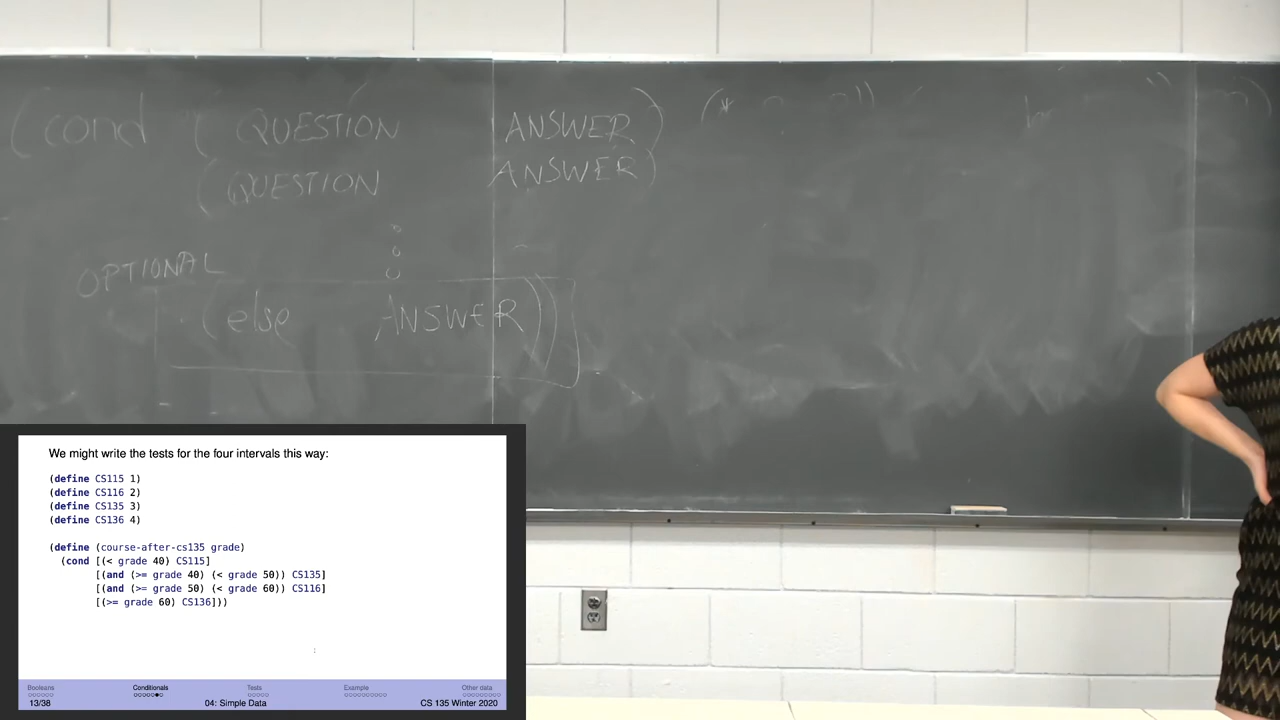 (cond ( QUESTION ANSWER)
(QUESTION ANSWER)
OPTIONAL
(else ANSWER))
We might write the tests for the four intervals this way:
(define CS115 1)
(define CS116 2)
(define CS135 3)
(define CS136 4)
(define (course-after-cs135 grade)
(cond [(< grade 40) CS115]
[(and (>= grade 40) (< grade 50)) CS135]
[(and (>= grade 50) (< grade 60)) CS116]
[(>= grade 60) CS136]))
Booleans Conditionals Tests Example Other data
13/38 04: Simple Data CS 135 Winter 2020